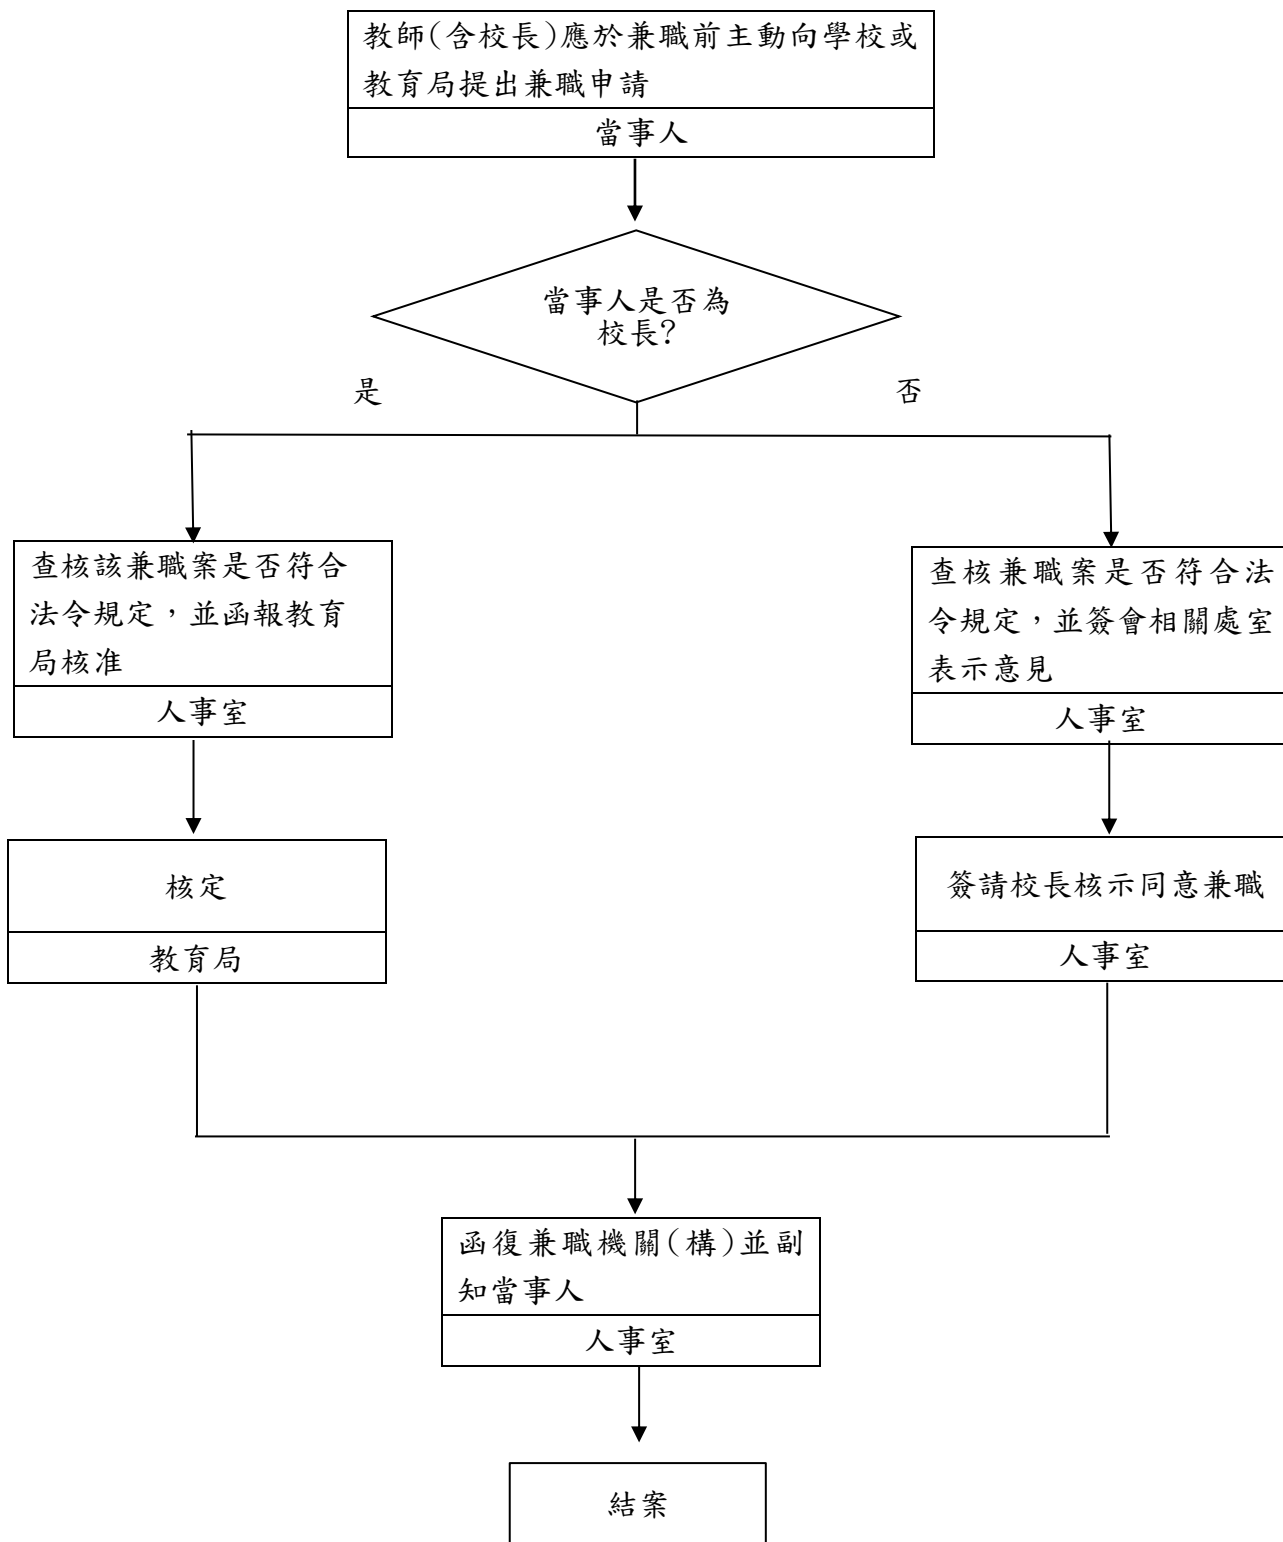 教師(含校長)應於兼職前主動向學校或
教育局提出兼職申請
當事人
當事人是否為
校長?
是
否
查核該兼職案是否符合
法令規定，並函報教育
局核准
人事室
查核兼職案是否符合法
令規定，並簽會相關處室
表示意見
人事室
核定
教育局
簽請校長核示同意兼職
人事室
函復兼職機關(構)並副
知當事人
人事室
結案